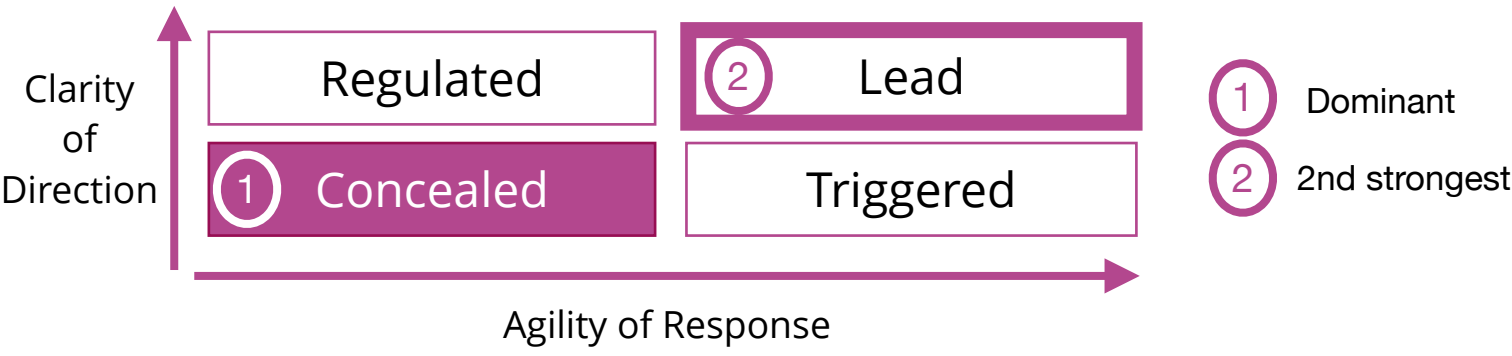 Clarity
of
Direction
Regulated
2 Lead
1 Concealed
Triggered
Agility of Response
1 Dominant
2 2nd strongest